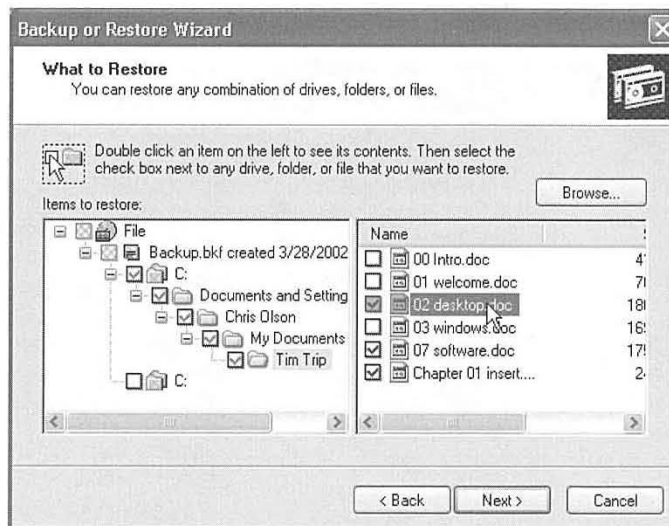 Backup or Restore Wizard
What to Restore
You can restore any combination of drives, folders, or files.
Double click an item on the left to see its contents. Then select the
check box next to any drive, folder, or file that you want to restore.
Browse...
Items to restore:
File
Backup.bkf created 3/28/2002
C:
Documents and Setting
Chris Olson
My Documents
Tim Trip
C:
Name
00 Intro.doc
01 welcome.doc
02 desktop.doc
03 windows.doc
07 software.doc
Chapter 01 insert....
< Back
Next >
Cancel